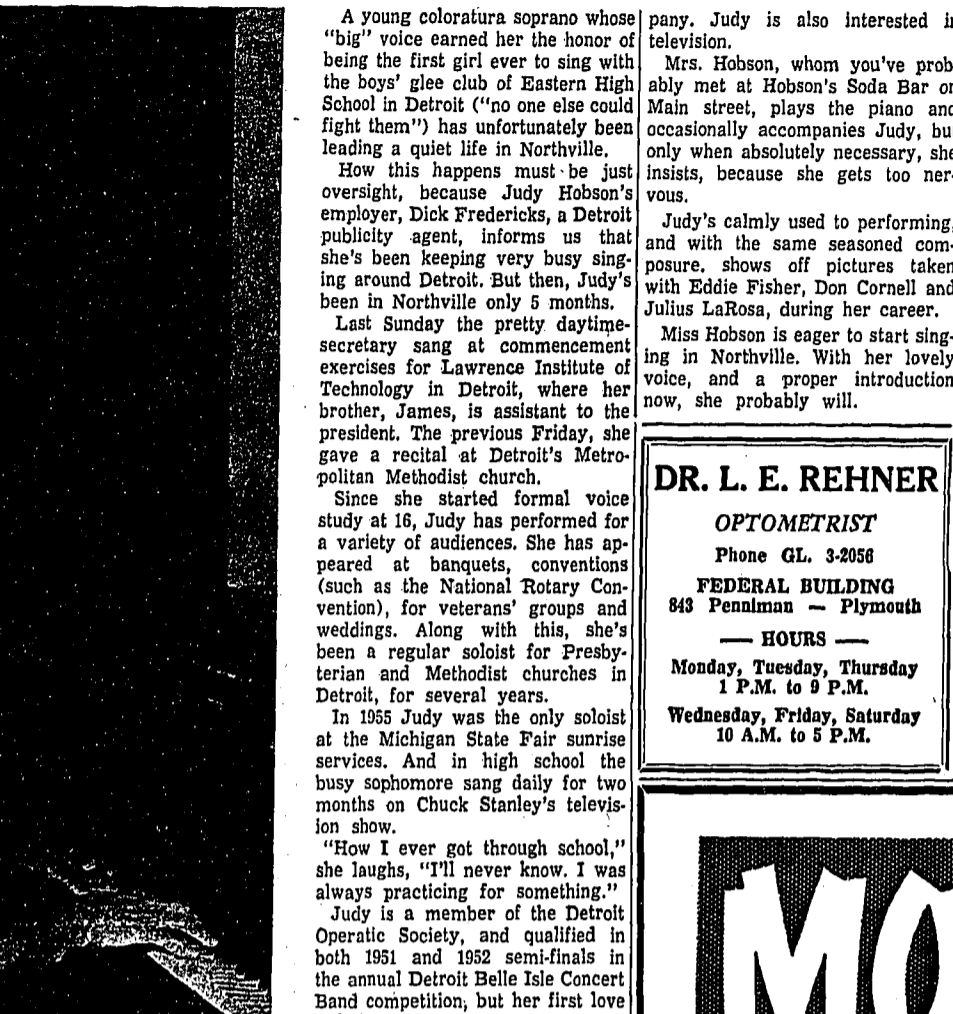 A young coloratura soprano whose
"big" voice earned her the honor of
being the first girl ever to sing with
the boys' glee club of Eastern High
School in Detroit ("no one else could
fight them") has unfortunately been
leading a quiet life in Northville.
How this happens must be just
oversight, because Judy Hobson's
employer, Dick Fredericks, a Detroit
publicity agent, informs us that
she's been keeping very busy sing-
ing around Detroit. But then, Judy's
been in Northville only 5 months.
Last Sunday the pretty daytime-
secretary sang at commencement
exercises for Lawrence Institute of
Technology in Detroit, where her
brother, James, is assistant to the
president. The previous Friday, she
gave a recital at Detroit's Metro-
politan Methodist church.
Since she started formal voice
study at 16, Judy has performed for
a variety of audiences. She has ap-
peared at banquets, conventions
(such as the National Rotary Con-
vention), for veterans' groups and
weddings. Along with this, she's
been a regular soloist for Presby-
terian and Methodist churches in
Detroit, for several years.
In 1955 Judy was the only soloist
at the Michigan State Fair sunrise
services. And in high school the
busy sophomore sang daily for two
months on Chuck Stanley's televis-
ion show.
"How I ever got through school,"
she laughs, "I'll never know. I was
always practicing for something."
Judy is a member of the Detroit
Operatic Society, and qualified in
both 1951 and 1952 semi-finals in
the annual Detroit Belle Isle Concert
Band competition, but her first love
pany. Judy is also interested i
television.
Mrs. Hobson, whom you've prob
ably met at Hobson's Soda Bar o
Main street, plays the piano and
occasionally accompanies Judy, bu
only when absolutely necessary, she
insists, because she gets too ner-
vous.
Judy's calmly used to performing,
and with the same seasoned com-
posure. shows off pictures taken
with Eddie Fisher, Don Cornell and
Julius LaRosa, during her career.
Miss Hobson is eager to start sing-
ing in Northville. With her lovely
voice, and a proper introduction
now, she probably will.
DR. L. E. REHNER
OPTOMETRIST
Phone GL. 3-2056
FEDERAL BUILDING
843 Penniman — Plymouth
— HOURS —
Monday, Tuesday, Thursday
1 P.M. to 9 P.M.
Wednesday, Friday, Saturday
10 A.M. to 5 P.M.
MO